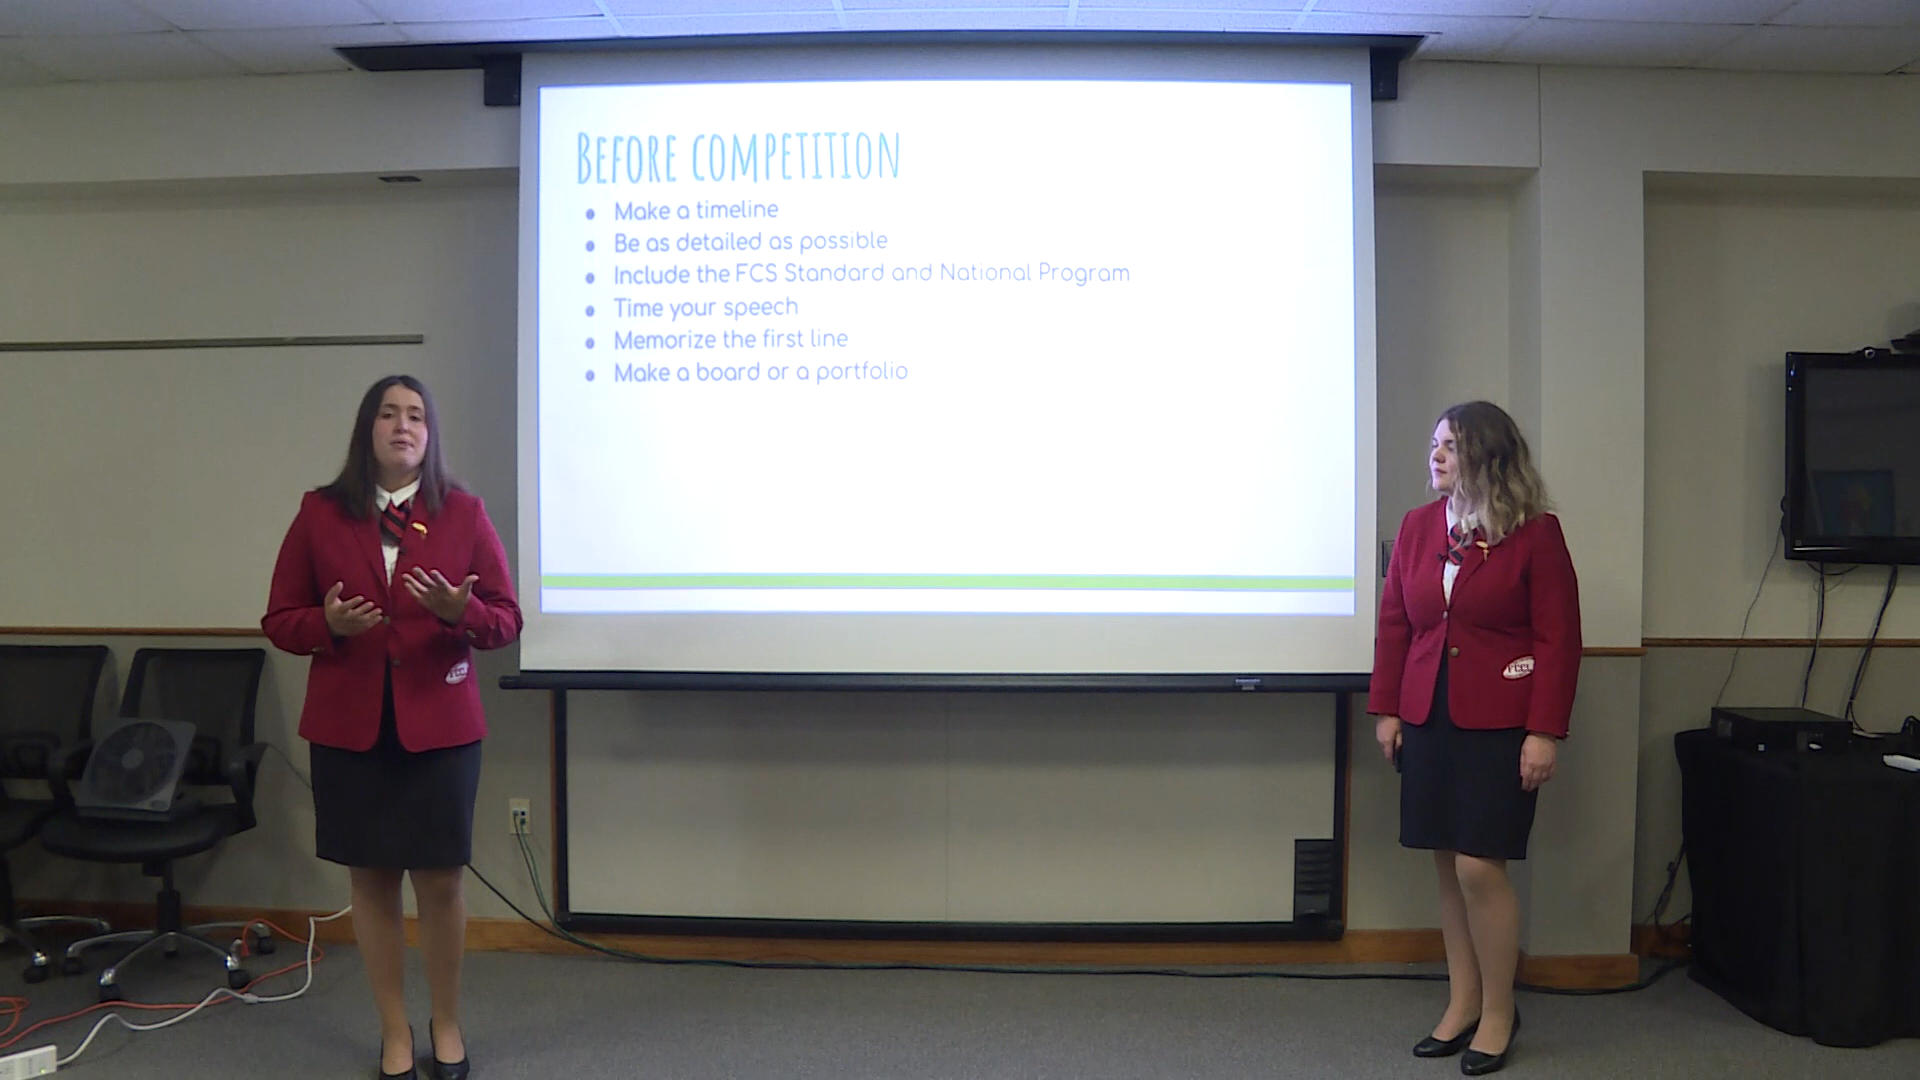 Before competition
● Make a timeline
● Be as detailed as possible
● Include the FCS Standard and National Program
● Time your speech
● Memorize the first line
● Make a board or a portfolio